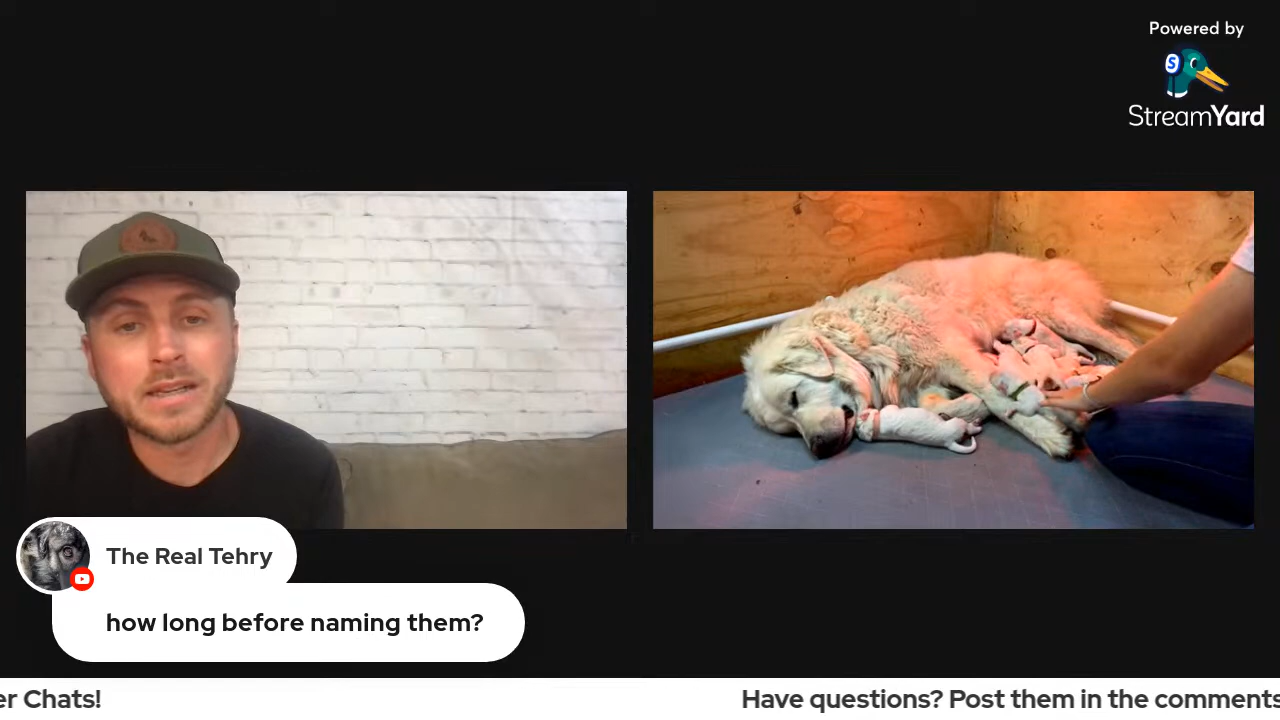 Powered by
StreamYard
The Real Tehry
how long before naming them?
er Chats!
Have questions? Post them in the comments